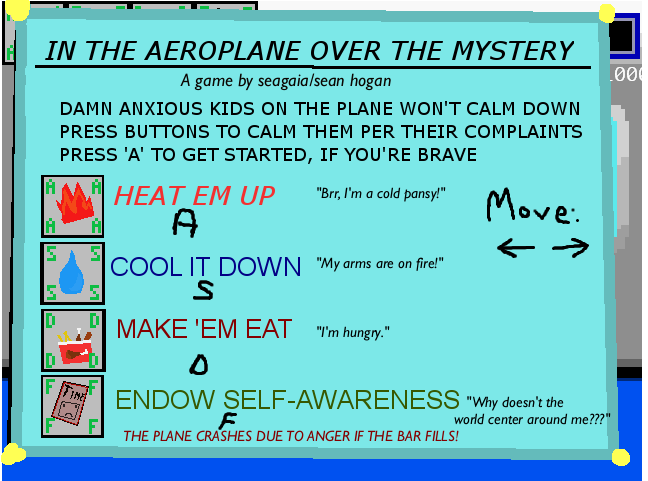 IN THE AEROPLANE OVER THE MYSTERY
A game by seagaia/sean hogan
DAMN ANXIOUS KIDS ON THE PLANE WON'T CALM DOWN
PRESS BUTTONS TO CALM THEM PER THEIR COMPLAINTS
PRESS 'A' TO GET STARTED, IF YOU'RE BRAVE
A A
A A
HEAT EM UP
A
"Brr, I'm a cold pansy!"
Move:
S S
S S
COOL IT DOWN
S
"My arms are on fire!"
D D
D D
MAKE 'EM EAT
D
"I'm hungry."
F F
TIME
F F
ENDOW SELF-AWARENESS
F
"Why doesn't the
world center around me???"
THE PLANE CRASHES DUE TO ANGER IF THE BAR FILLS!